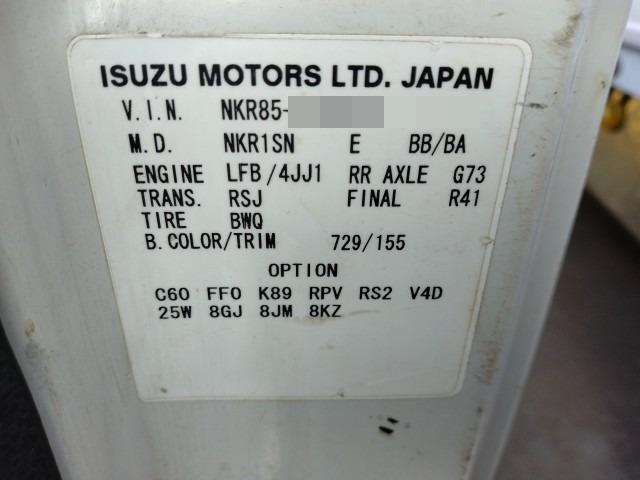 ISUZU MOTORS LTD. JAPAN
V.I.N. NKR85-
M.D. NKR1SN E BB/BA
ENGINE LFB/4JJ1 RR AXLE G73
TRANS. RSJ FINAL R41
TIRE BWQ
B.COLOR/TRIM 729/155
OPTION
C60 FF0 K89 RPV RS2 V4D
25W 8GJ 8JM 8KZ